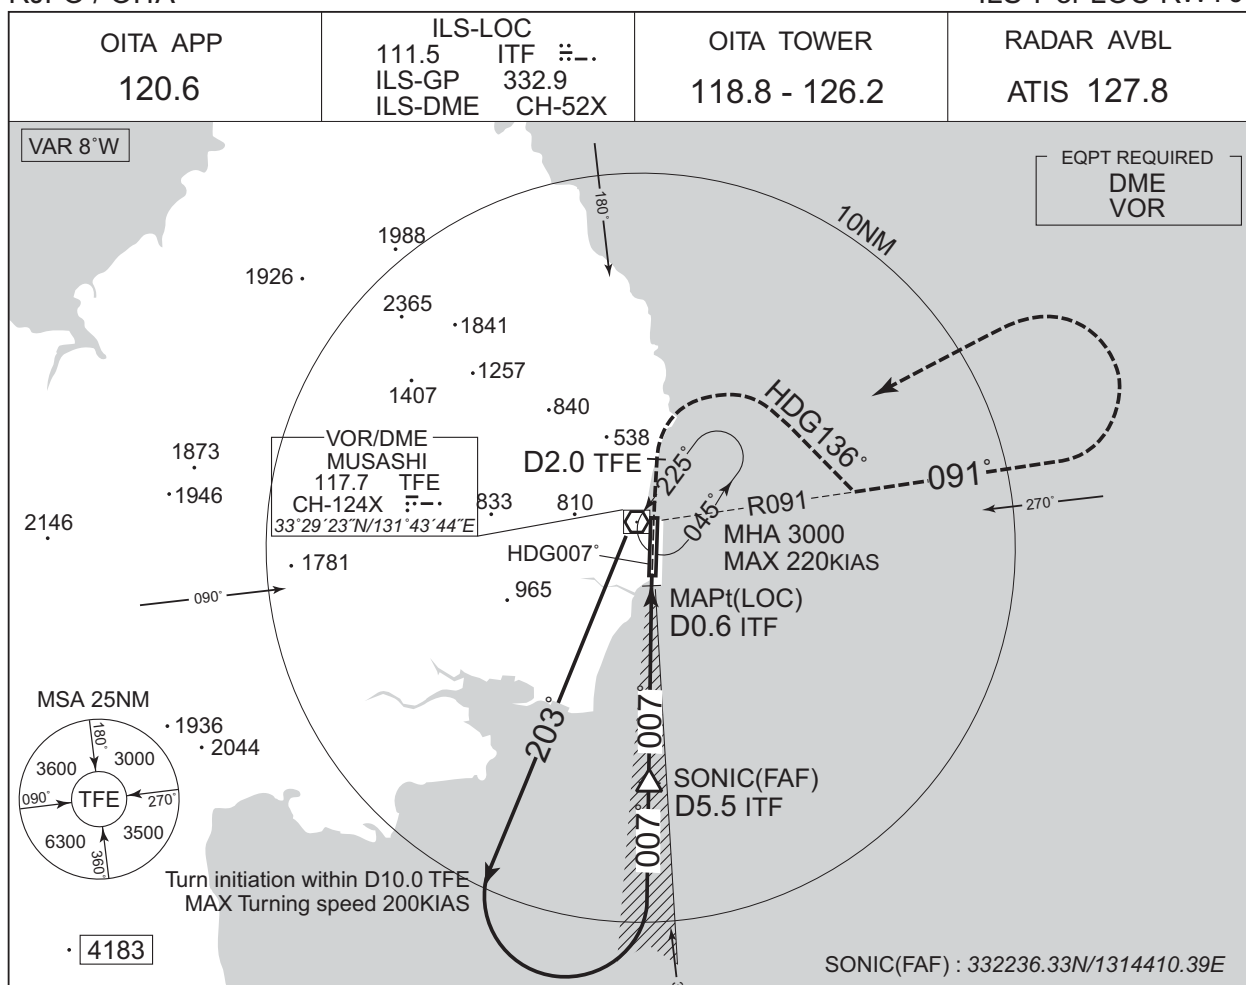 OITA APP
120.6
ILS-LOC
111.5 ITF
ILS-GP 332.9
ILS-DME CH-52X
OITA TOWER
118.8 - 126.2
RADAR AVBL
ATIS 127.8
VAR 8°W
EQPT REQUIRED
DME
VOR
180°
10NM
1988
1926
2365
1841
1257
1407
840
538
HDG136°
1873
1946
2146
VOR/DME
MUSASHI
117.7 TFE
CH-124X
33°29′23″N/131°43′44″E
833
810
D2.0 TFE
225°
045°
R091
091°
270°
MHA 3000
MAX 220KIAS
HDG007°
1781
090°
965
MAPt(LOC)
D0.6 ITF
MSA 25NM
180°
3600
3000
090°
TFE
270°
6300
3500
360°
1936
2044
203°
007°
SONIC(FAF)
D5.5 ITF
007°
Turn initiation within D10.0 TFE
MAX Turning speed 200KIAS
4183
SONIC(FAF) : 332236.33N/1314410.39E